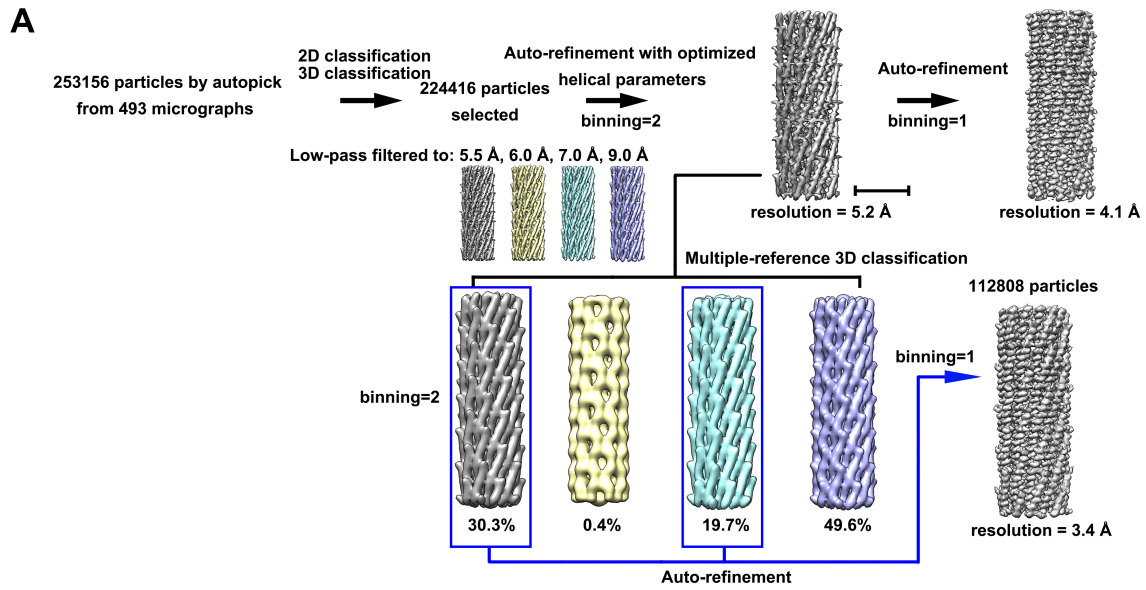 A
253156 particles by autopick
from 493 micrographs
2D classification
3D classification
224416 particles
selected
Auto-refinement with optimized
helical parameters
binning=2
resolution = 5.2 Å
Auto-refinement
binning=1
resolution = 4.1 Å
Low-pass filtered to: 5.5 Å, 6.0 Å, 7.0 Å, 9.0 Å
Multiple-reference 3D classification
binning=2
30.3%
0.4%
19.7%
49.6%
Auto-refinement
binning=1
112808 particles
resolution = 3.4 Å